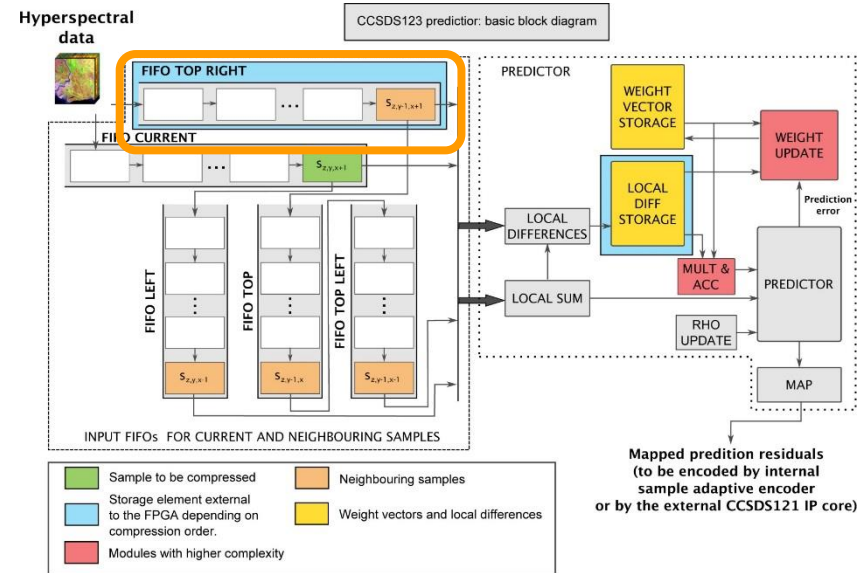 Hyperspectral
data
CCSDS123 predictior: basic block diagram
FIFO TOP RIGHT
...
S z,y-1,x+1
FIFO CURRENT
...
S z,y,x+1
FIFO LEFT
FIFO TOP
FIFO TOP LEFT
S z,y,x-1
S z,y-1,x
S z,y-1,x-1
INPUT FIFOs FOR CURRENT AND NEIGHBOURING SAMPLES
PREDICTOR
WEIGHT
VECTOR
STORAGE
WEIGHT
UPDATE
LOCAL
DIFF
STORAGE
Prediction
error
LOCAL
DIFFERENCES
MULT &
ACC
PREDICTOR
LOCAL SUM
RHO
UPDATE
MAP
Mapped predition residuals
(to be encoded by internal
sample adaptive encoder
or by the external CCSDS121 IP core)
Sample to be compressed
Storage element external
to the FPGA depending on
compression order.
Modules with higher complexity
Neighbouring samples
Weight vectors and local differences